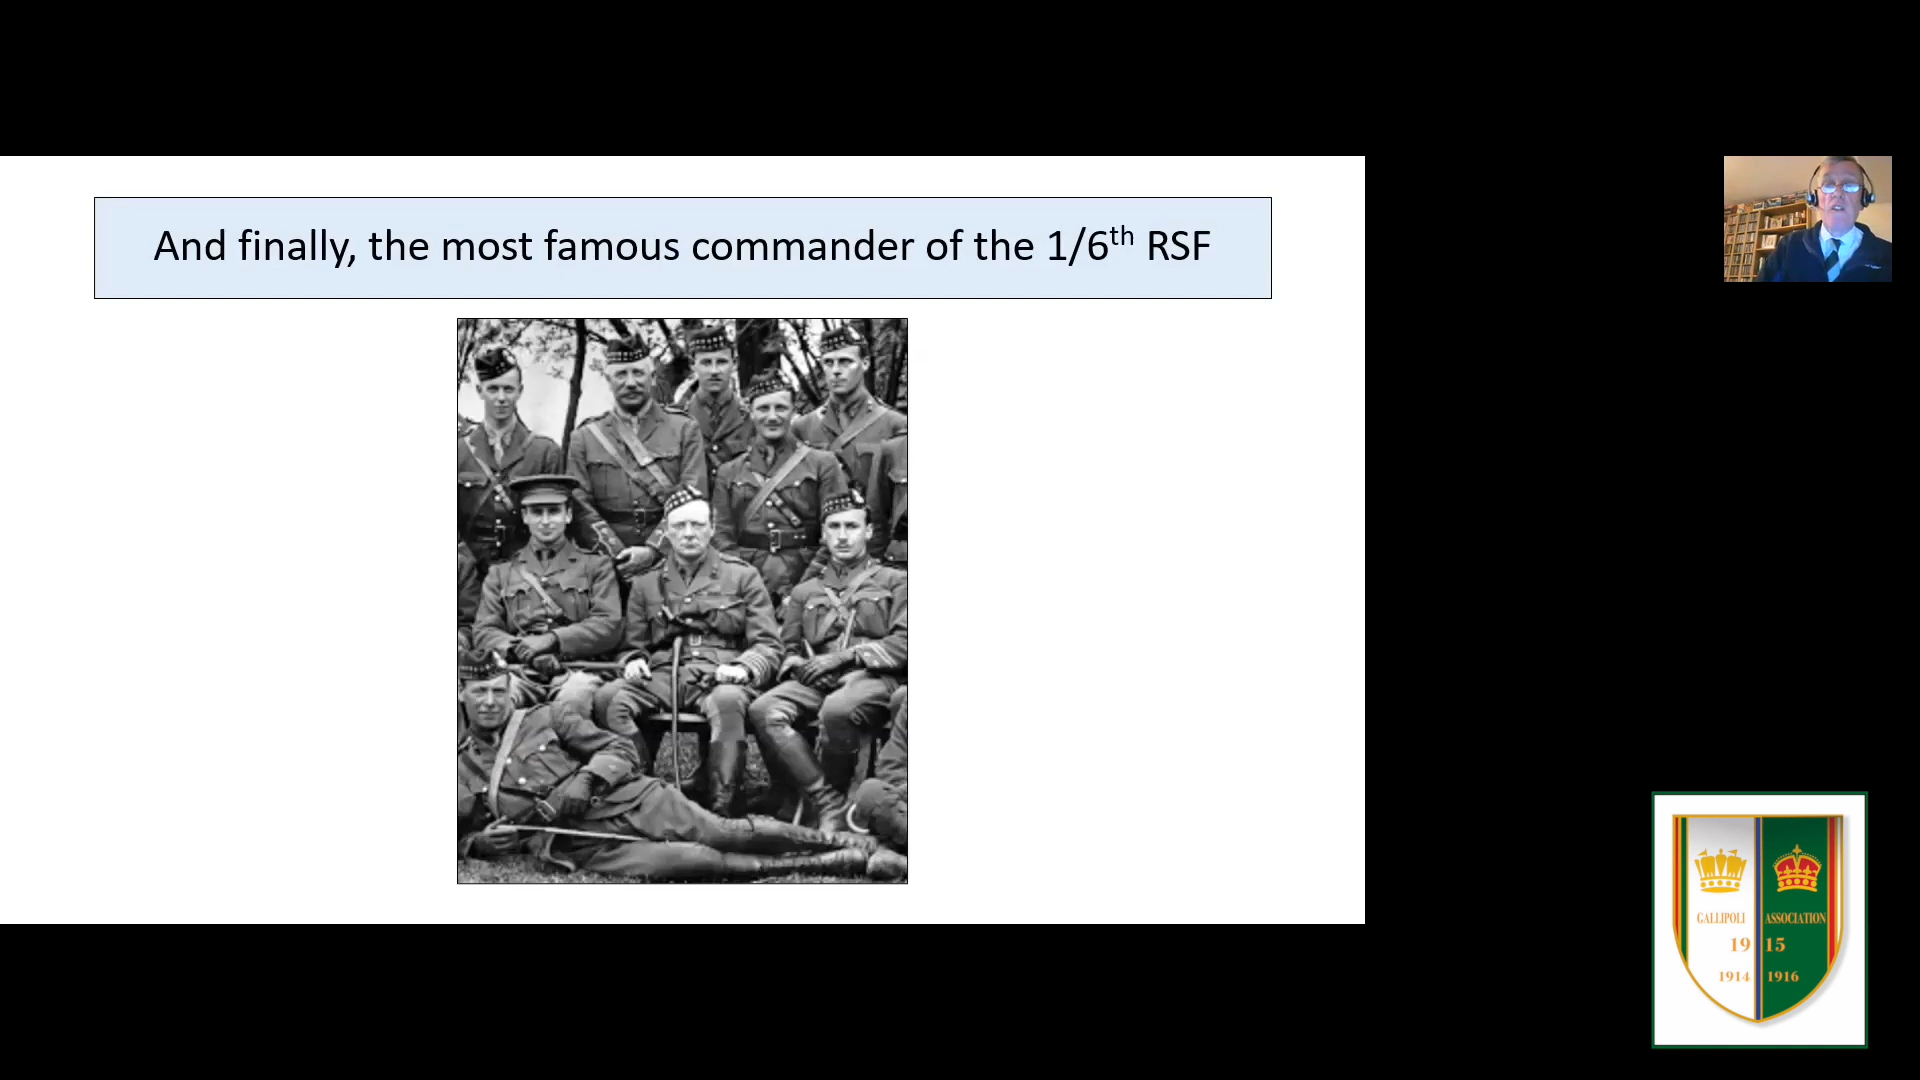 And finally, the most famous commander of the 1/6th RSF
GALLIPOLI ASSOCIATION
19 15
1914 1916